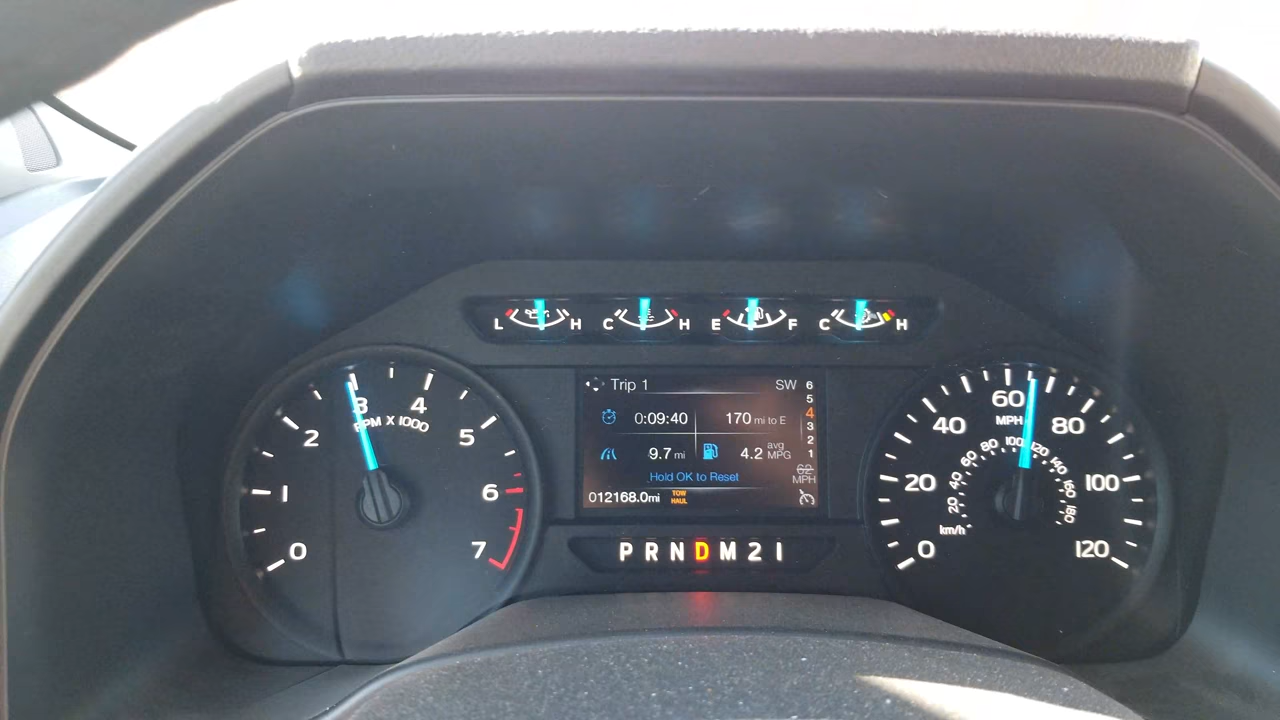 L H C H E F C H
Trip 1 SW 6
5
4
3
2
1
0:09:40 170 mi to E
9.7 mi 4.2 avg MPG
Hold OK to Reset
62 MPH
012168.0mi TOW HAUL
P R N D M 2 1
0 1 2 3 4 5 6 7
RPM X 1000
0 20 40 60 80 100 120
MPH
20 40 60 80 100 120 140 160 180
km/h